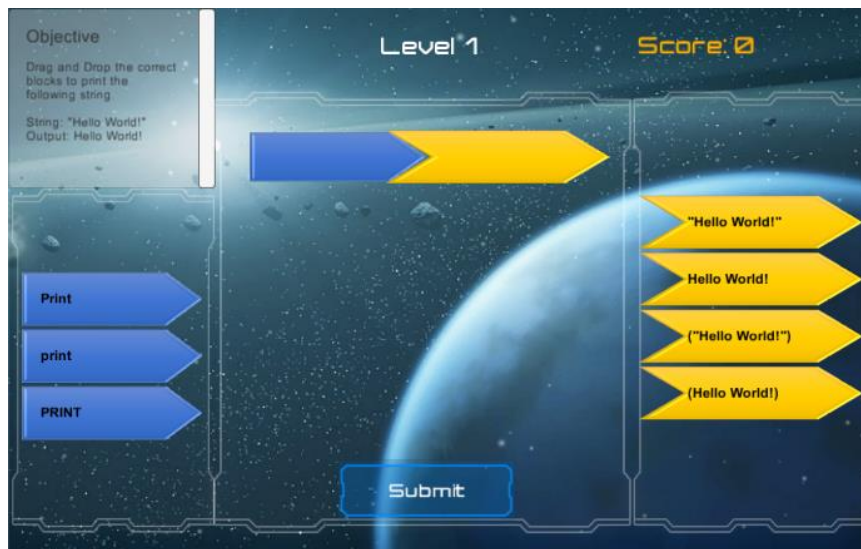 Objective
Level 1
Score: 0
Drag and Drop the correct
blocks to print the
following string.
String: "Hello World!"
Output: Hello World!
Print
print
PRINT
"Hello World!"
Hello World!
("Hello World!")
(Hello World!)
Submit